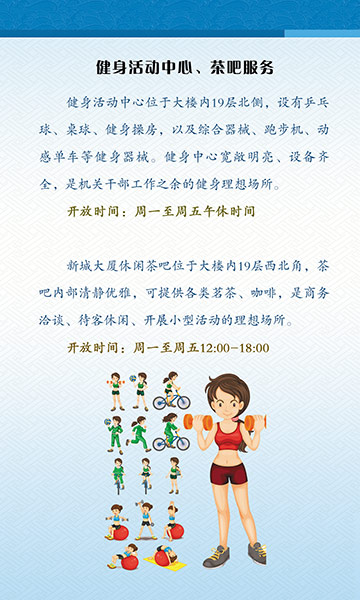 健身活动中心、茶吧服务
健身活动中心位于大楼内19层北侧，设有乒乓
球、桌球、健身操房，以及综合器械、跑步机、动
感单车等健身器械。健身中心宽敞明亮、设备齐
全，是机关干部工作之余的健身理想场所。
开放时间：周一至周五午休时间
新城大厦休闲茶吧位于大楼内19层西北角，茶
吧内部清静优雅，可提供各类茗茶、咖啡，是商务
洽谈、待客休闲、开展小型活动的理想场所。
开放时间：周一至周五12:00-18:00